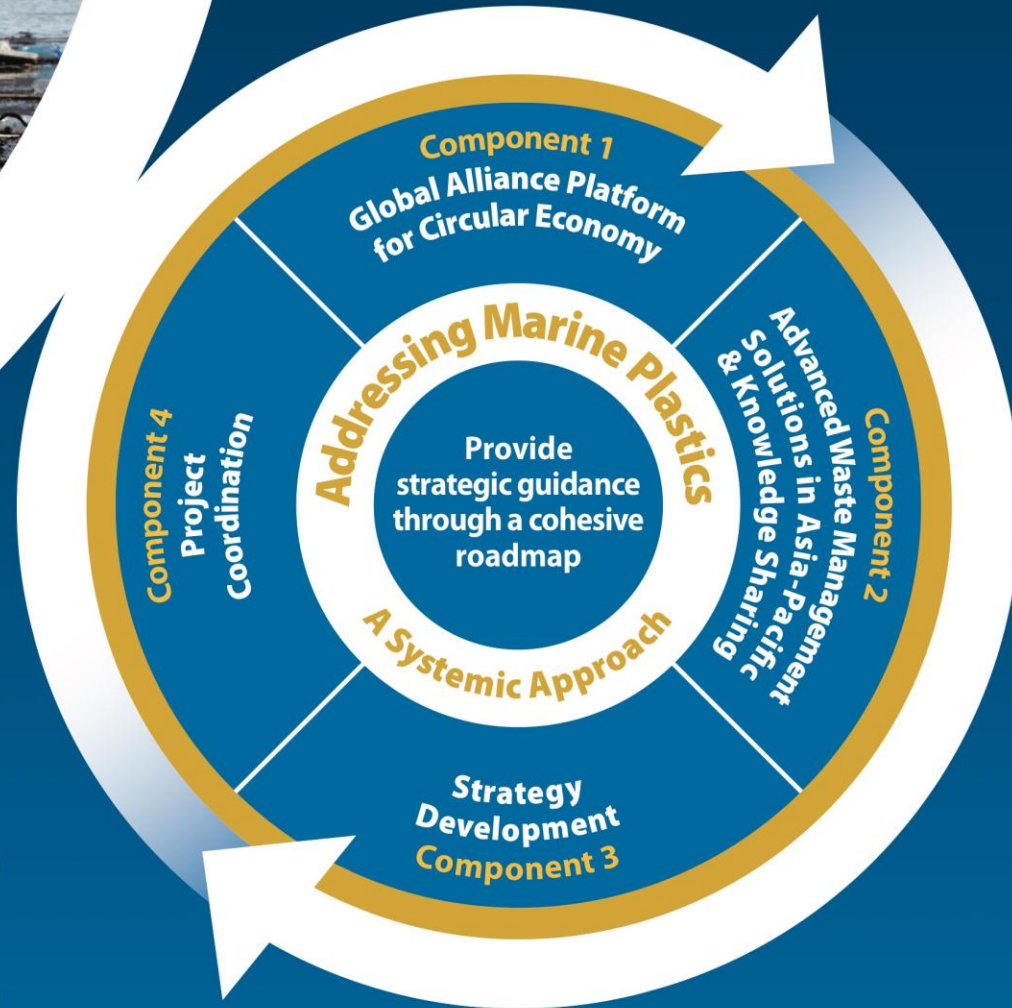 Component 1
Global Alliance Platform
for Circular Economy
Component 2
Advanced Waste Management
Solutions in Asia-Pacific
& Knowledge Sharing
Strategy
Development
Component 3
Component 4
Project
Coordination
Addressing Marine Plastics
A Systemic Approach
Provide
strategic guidance
through a cohesive
roadmap